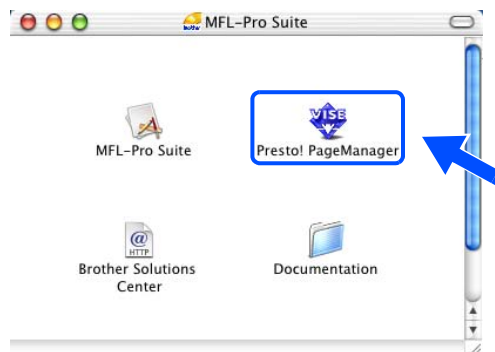 MFL-Pro Suite
VISE
MFL-Pro Suite
Presto! PageManager
@
HTTP
Brother Solutions
Center
Documentation